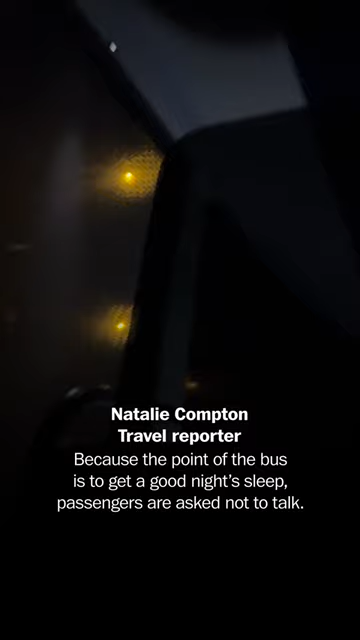 Natalie Compton
Travel reporter
Because the point of the bus
is to get a good night's sleep,
passengers are asked not to talk.